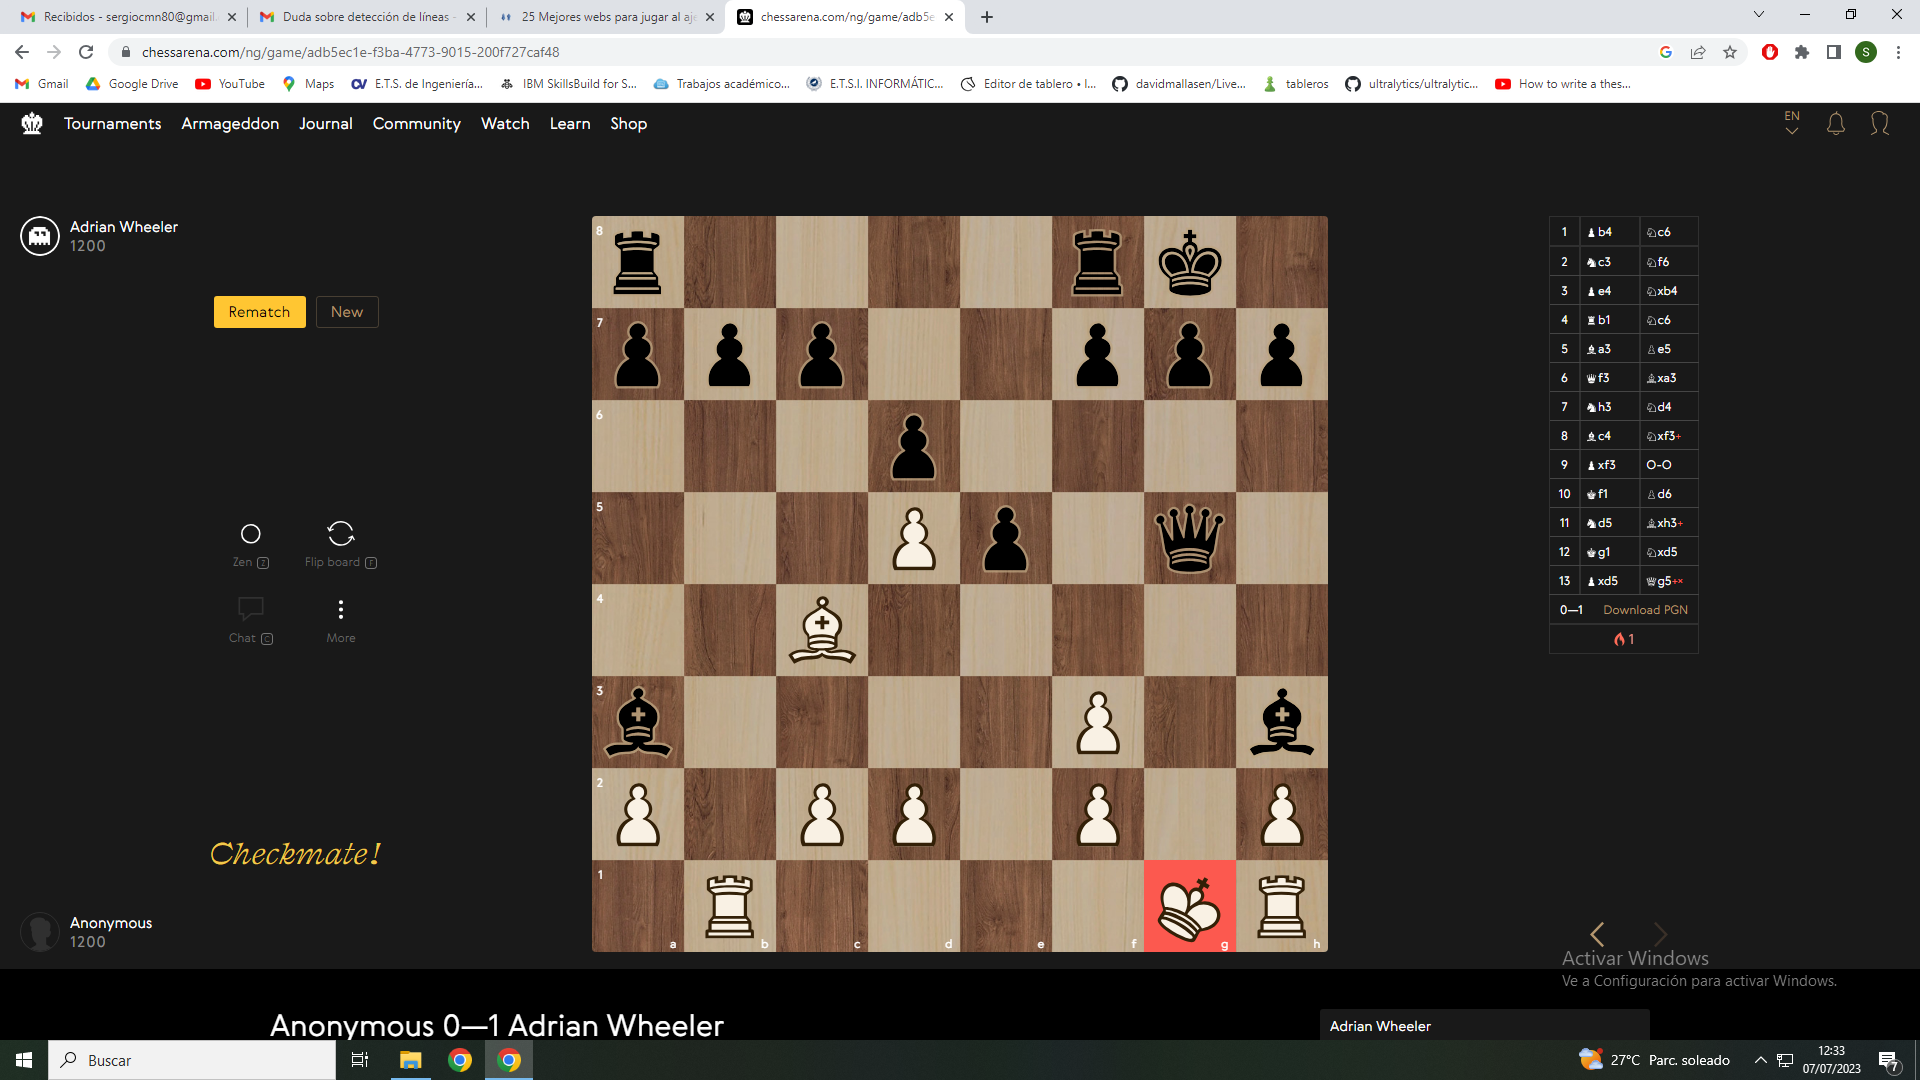 Recibidos - sergiocmn80@gmail.
Duda sobre detección de líneas -
25 Mejores webs para jugar al aje
chessarena.com/ng/game/adb5e
chessarena.com/ng/game/adb5ec1e-f3ba-4773-9015-200f727caf48
S
Gmail
Google Drive
YouTube
Maps
E.T.S. de Ingeniería...
IBM SkillsBuild for S...
Trabajos académico...
E.T.S.I. INFORMÁTIC...
Editor de tablero • l...
davidmallasen/Live...
tableros
ultralytics/ultralytic...
How to write a thes...
Tournaments
Armageddon
Journal
Community
Watch
Learn
Shop
EN
Adrian Wheeler
1200
Rematch
New
Zen Z
Flip board F
Chat C
More
Checkmate!
Anonymous
1200
8
7
6
5
4
3
2
1
a
b
c
d
e
f
g
h
1 ♟b4 ♘c6
2 ♞c3 ♘f6
3 ♟e4 ♘xb4
4 ♜b1 ♘c6
5 ♝a3 ♙e5
6 ♛f3 ♗xa3
7 ♞h3 ♘d4
8 ♝c4 ♘xf3+
9 ♟xf3 O-O
10 ♚f1 ♙d6
11 ♞d5 ♗xh3+
12 ♚g1 ♘xd5
13 ♟xd5 ♕g5+×
0—1 Download PGN
1
Activar Windows
Ve a Configuración para activar Windows.
Anonymous 0—1 Adrian Wheeler
Adrian Wheeler
Buscar
27°C Parc. soleado
12:33
07/07/2023
7